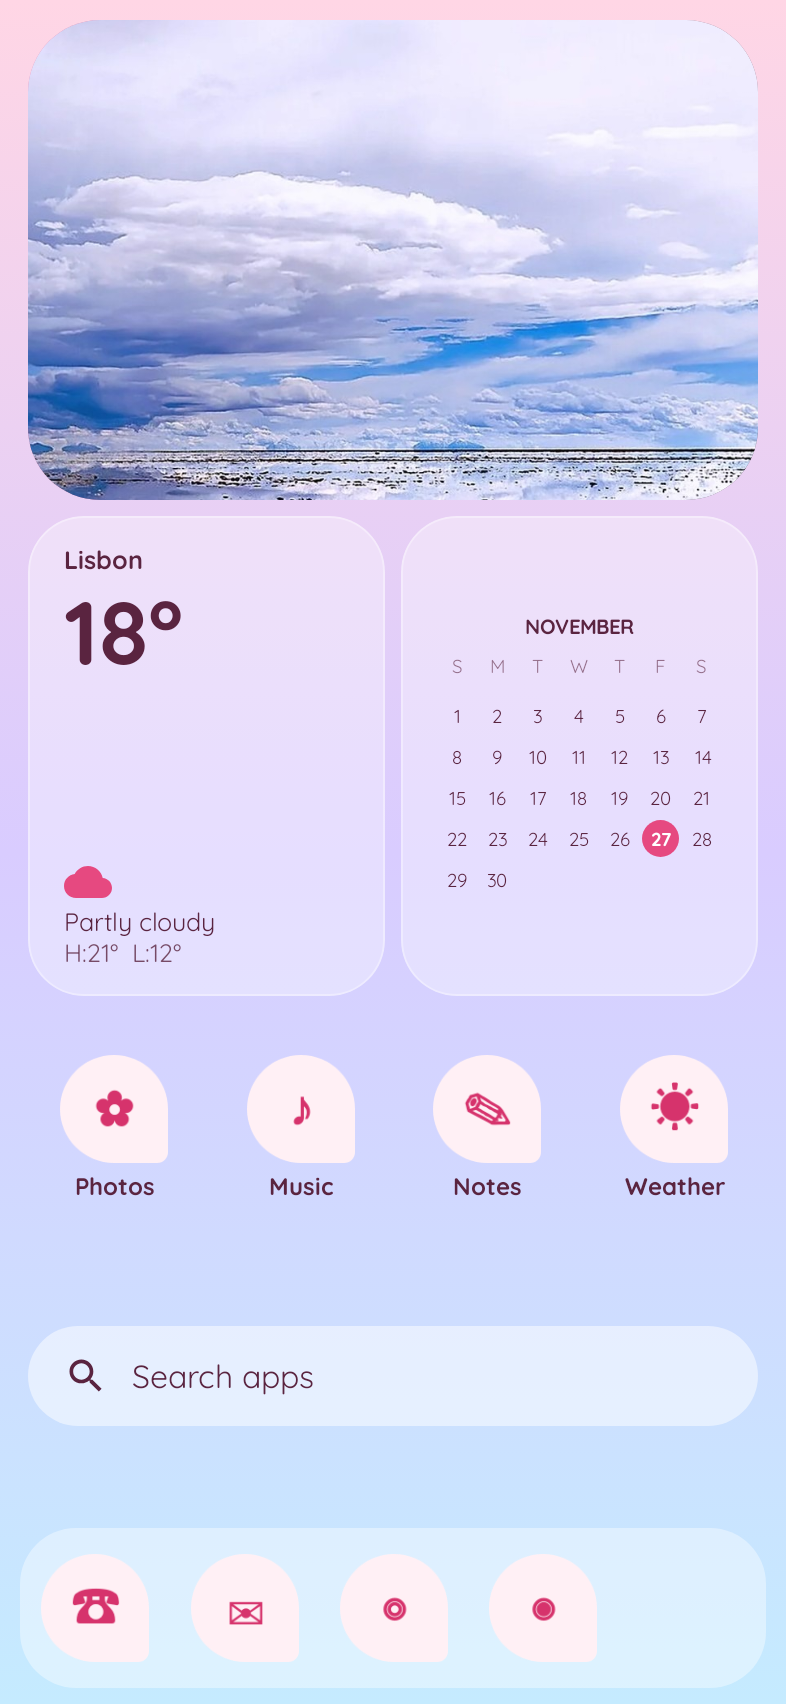 Lisbon
18°
Partly cloudy
H:21° L:12°
NOVEMBER
S M T W T F S
1 2 3 4 5 6 7
8 9 10 11 12 13 14
15 16 17 18 19 20 21
22 23 24 25 26 27 28
29 30
Photos Music Notes Weather
Search apps